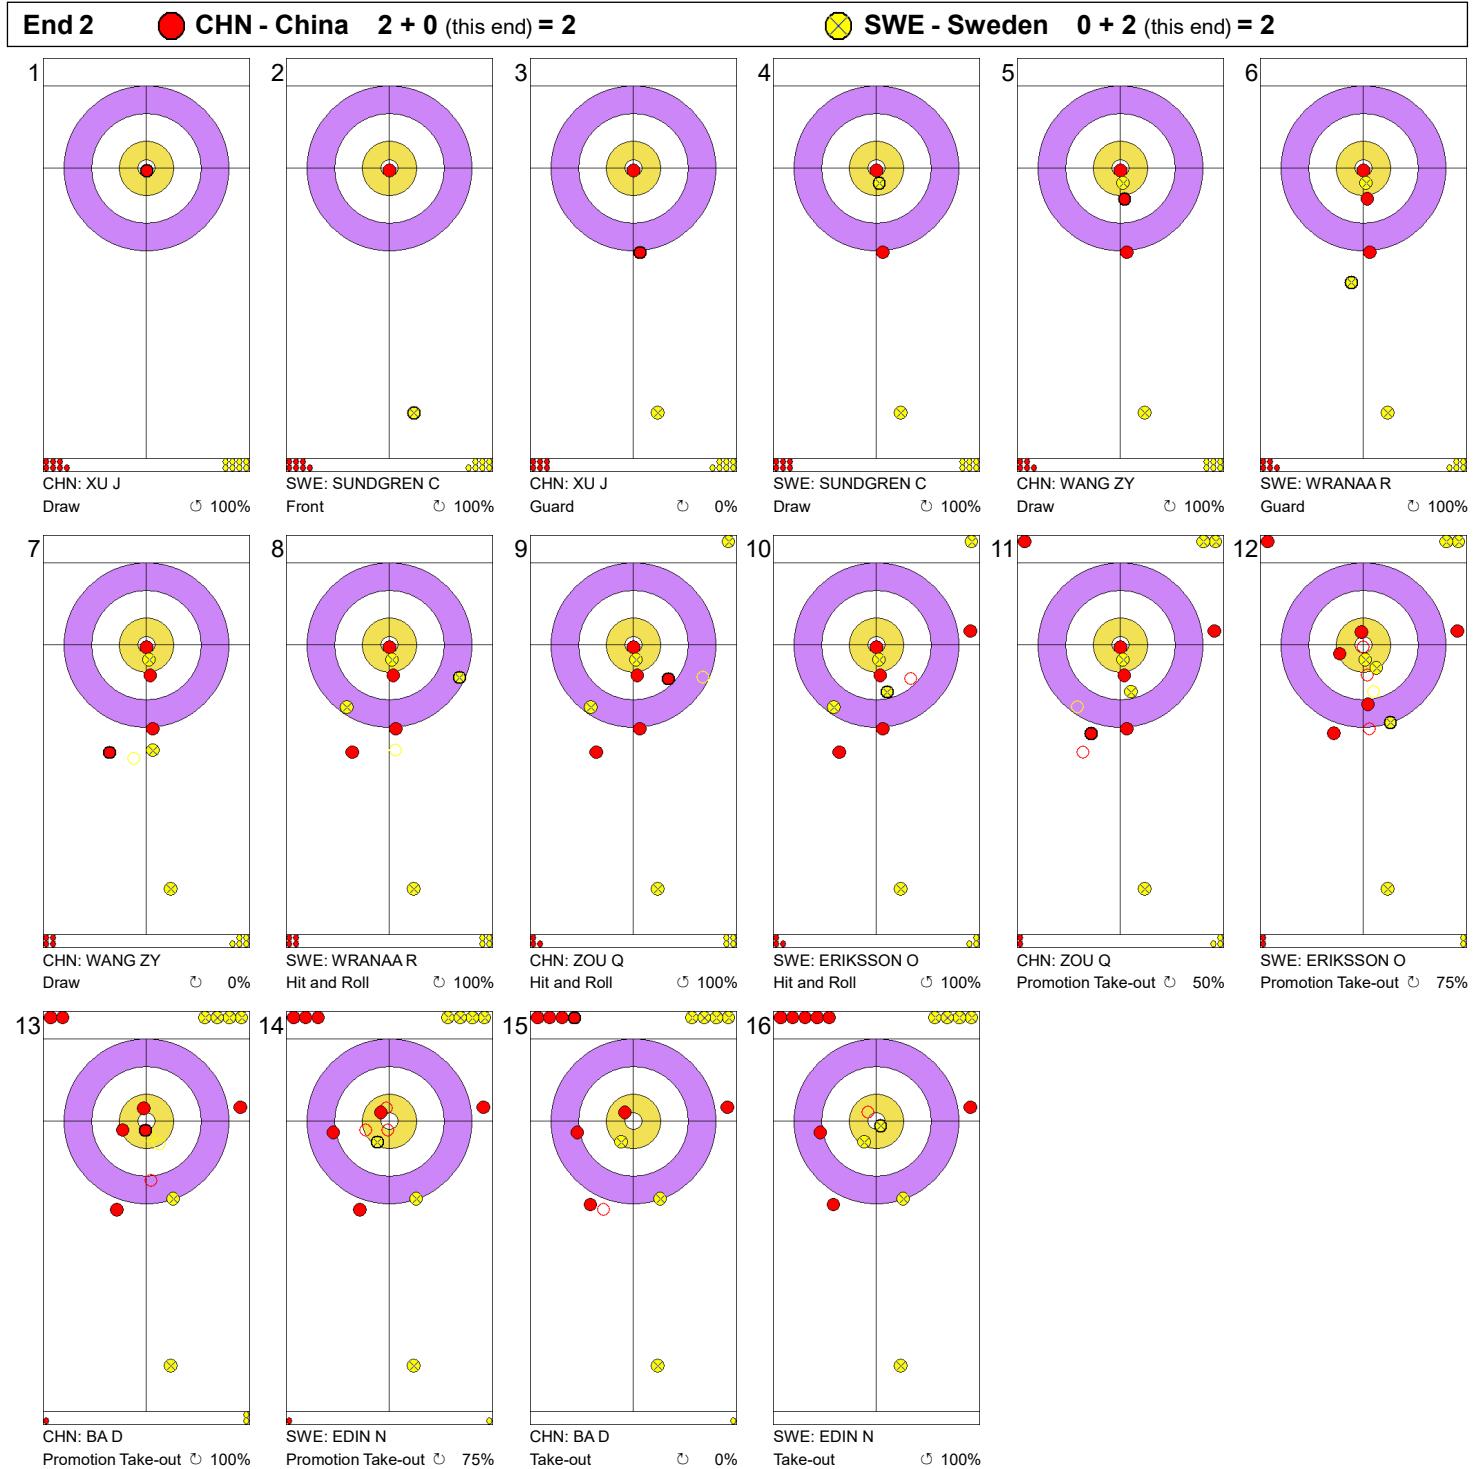 End 2 CHN - China 2 + 0 (this end) = 2 SWE - Sweden 0 + 2 (this end) = 2
1 2 3 4 5 6
CHN: XU J SWE: SUNDGREN C CHN: XU J SWE: SUNDGREN C CHN: WANG ZY SWE: WRANAA R
Draw ↺ 100% Front ↻ 100% Guard ↻ 0% Draw ↻ 100% Draw ↻ 100% Guard ↻ 100%
7 8 9 10 11 12
CHN: WANG ZY SWE: WRANAA R CHN: ZOU Q SWE: ERIKSSON O CHN: ZOU Q SWE: ERIKSSON O
Draw ↻ 0% Hit and Roll ↻ 100% Hit and Roll ↻ 100% Hit and Roll ↻ 100% Promotion Take-out ↻ 50% Promotion Take-out ↻ 75%
13 14 15 16
CHN: BA D SWE: EDIN N CHN: BA D SWE: EDIN N
Promotion Take-out ↻ 100% Promotion Take-out ↻ 75% Take-out ↻ 0% Take-out ↻ 100%